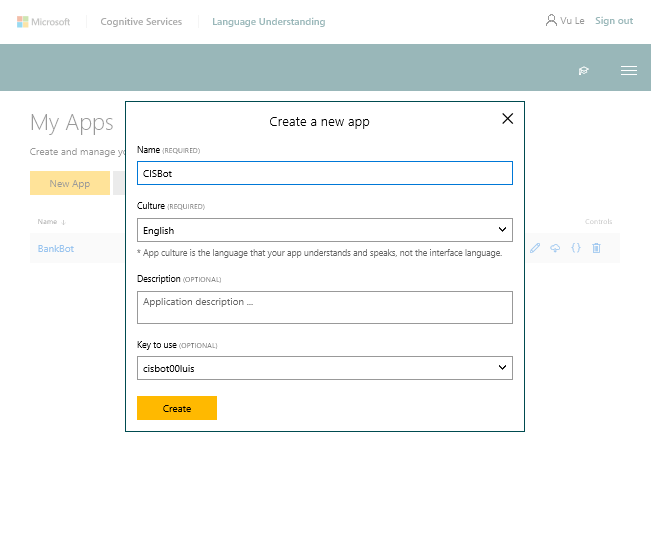 Microsoft Cognitive Services Language Understanding Vu Le Sign out
My Apps
Create and manage yo
New App
Name ↓ Controls
BankBot
Create a new app
Name (REQUIRED)
CISBot
Culture (REQUIRED)
English
* App culture is the language that your app understands and speaks, not the interface language.
Description (OPTIONAL)
Application description ...
Key to use (OPTIONAL)
cisbot00luis
Create